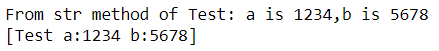 From str method of Test: a is 1234,b is 5678
[Test a:1234 b:5678]